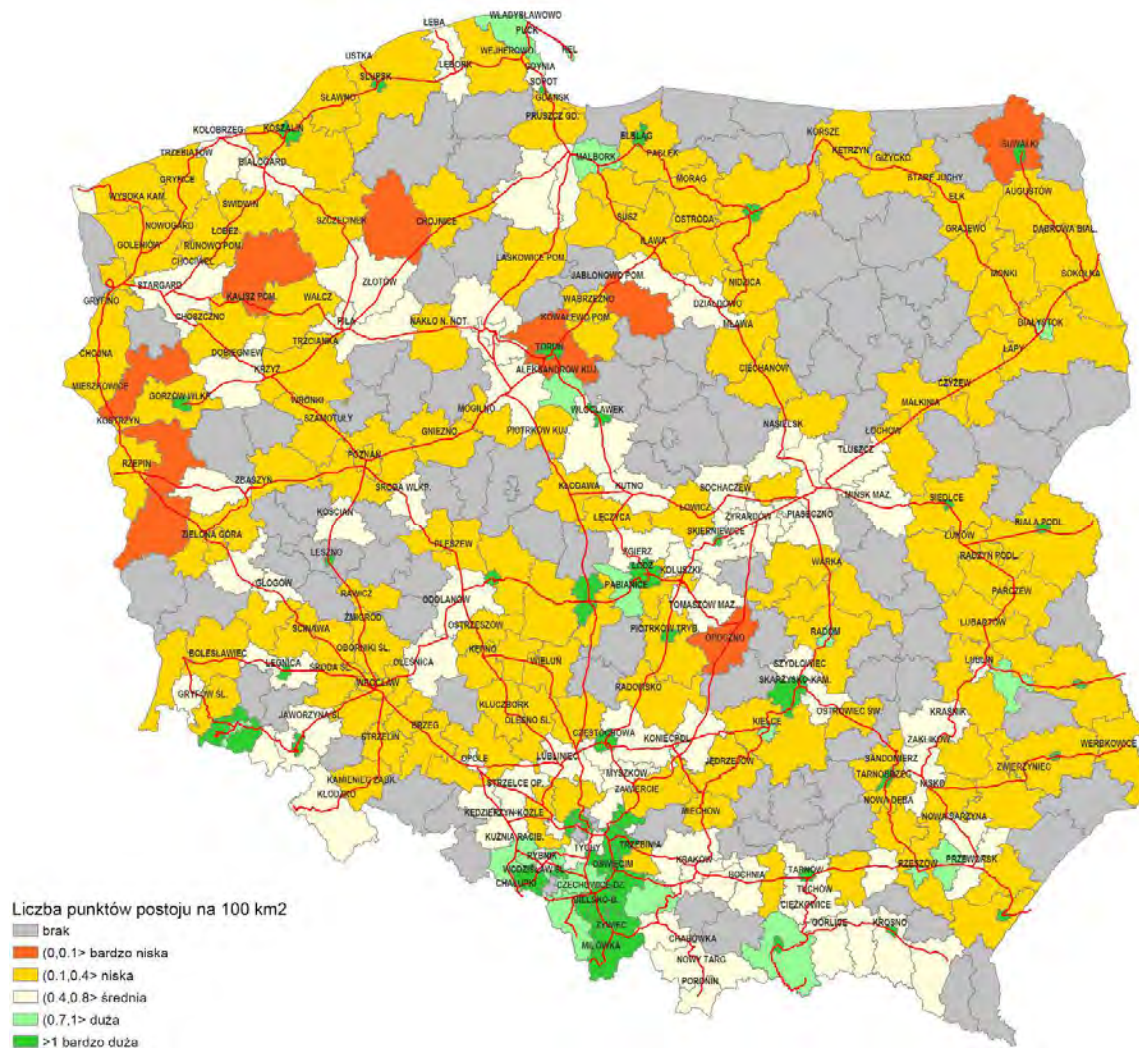 WŁADYSŁAWOWO
ŁEBA
PUCK
HEL
USTKA
WEJHEROWO
LĘBORK
GDYNIA
SŁUPSK
SOPOT
GDAŃSK
SŁAWNO
PRUSZCZ GD.
KOSZALIN
KOŁOBRZEG
ELBLĄG
KORSZE
TRZEBIATÓW
BIAŁOGARD
MALBORK
PASŁĘK
KĘTRZYN
GIŻYCKO
SUWAŁKI
GRYFICE
MORĄG
STARE JUCHY
WYSOKA KAM.
ŚWIDWIN
AUGUSTÓW
EŁK
NOWOGARD
SZCZECINEK
CHOJNICE
SUSZ
OSTRÓDA
ŁOBEZ
GRAJEWO
DĄBROWA BIAL.
GOLENIÓW
RUNOWO POM.
IŁAWA
CHOCIWEL
LASKOWICE POM.
STARGARD
ZŁOTÓW
JABŁONOWO POM.
NIDZICA
MOŃKI
SOKÓŁKA
GRYFINO
KALISZ POM.
WAŁCZ
WĄBRZEŹNO
DZIAŁDOWO
CHOSZCZNO
PIŁA
NAKŁO N. NOT.
KOWALEWO POM.
MŁAWA
BIAŁYSTOK
TRZCIANKA
CHOJNA
DOBIEGNIEW
TORUŃ
ŁAPY
KRZYŻ
ALEKSANDRÓW KUJ.
CIECHANÓW
MIESZKOWICE
GORZÓW WLKP.
CZYŻEW
WRONKI
MAŁKINIA
KOSTRZYN
SZAMOTUŁY
MOGILNO
WŁOCŁAWEK
GNIEZNO
PIOTRKÓW KUJ.
NASIELSK
ŁOCHÓW
TŁUSZCZ
POZNAŃ
RZEPIN
ZBĄSZYŃ
ŚRODA WLKP.
KŁODAWA
KUTNO
SOCHACZEW
MIŃSK MAZ.
SIEDLCE
KOŚCIAN
ŁĘCZYCA
ŁOWICZ
ŻYRARDÓW
PIASECZNO
BIAŁA PODL.
ZIELONA GÓRA
SKIERNIEWICE
ŁUKÓW
PLESZEW
LESZNO
ZGIERZ
RADZYŃ PODL.
ŁÓDŹ
KOLUSZKI
WARKA
GŁOGÓW
PABIANICE
PARCZEW
RAWICZ
ODOLANÓW
TOMASZÓW MAZ.
ŻMIGRÓD
OSTRZESZÓW
LUBARTÓW
ŚCINAWA
PIOTRKÓW TRYB.
OPOCZNO
OBORNIKI ŚL.
RADOM
KĘPNO
BOLESŁAWIEC
WIELUŃ
LUBLIN
LEGNICA
OLEŚNICA
SZYDŁOWIEC
ŚRODA ŚL.
SKARŻYSKO-KAM.
WROCŁAW
RADOMSKO
GRYFÓW ŚL.
KLUCZBORK
OSTROWIEC ŚW.
KRAŚNIK
JAWORZYNA ŚL.
OLESNO ŚL.
KIELCE
BRZEG
CZĘSTOCHOWA
KONIECPOL
ZAKLIKÓW
STRZELIN
WERBKOWICE
OPOLE
LUBLINIEC
SANDOMIERZ
JĘDRZEJÓW
ZWIERZYNIEC
TARNOBRZEG
KAMIENIEC ZĄBK.
MYSZKÓW
NISKO
STRZELCE OP.
ZAWIERCIE
KŁODZKO
NOWA DĘBA
MIECHÓW
KĘDZIERZYN-KOŹLE
NOWA SARZYNA
KUŹNIA RACIB.
TYCHY
TRZEBINIA
RYBNIK
KRAKÓW
PRZEWORSK
OŚWIĘCIM
RZESZÓW
WODZISŁAW ŚL.
BOCHNIA
TARNÓW
CHAŁUPKI
CZECHOWICE-DZ.
TUCHÓW
BIELSKO-B.
CIĘŻKOWICE
GORLICE
KROSNO
ŻYWIEC
CHABÓWKA
MILÓWKA
NOWY TARG
PORONIN
Liczba punktów postoju na 100 km2
brak
(0,0.1> bardzo niska
(0.1,0.4> niska
(0.4,0.8> średnia
(0.7,1> duża
>1 bardzo duża